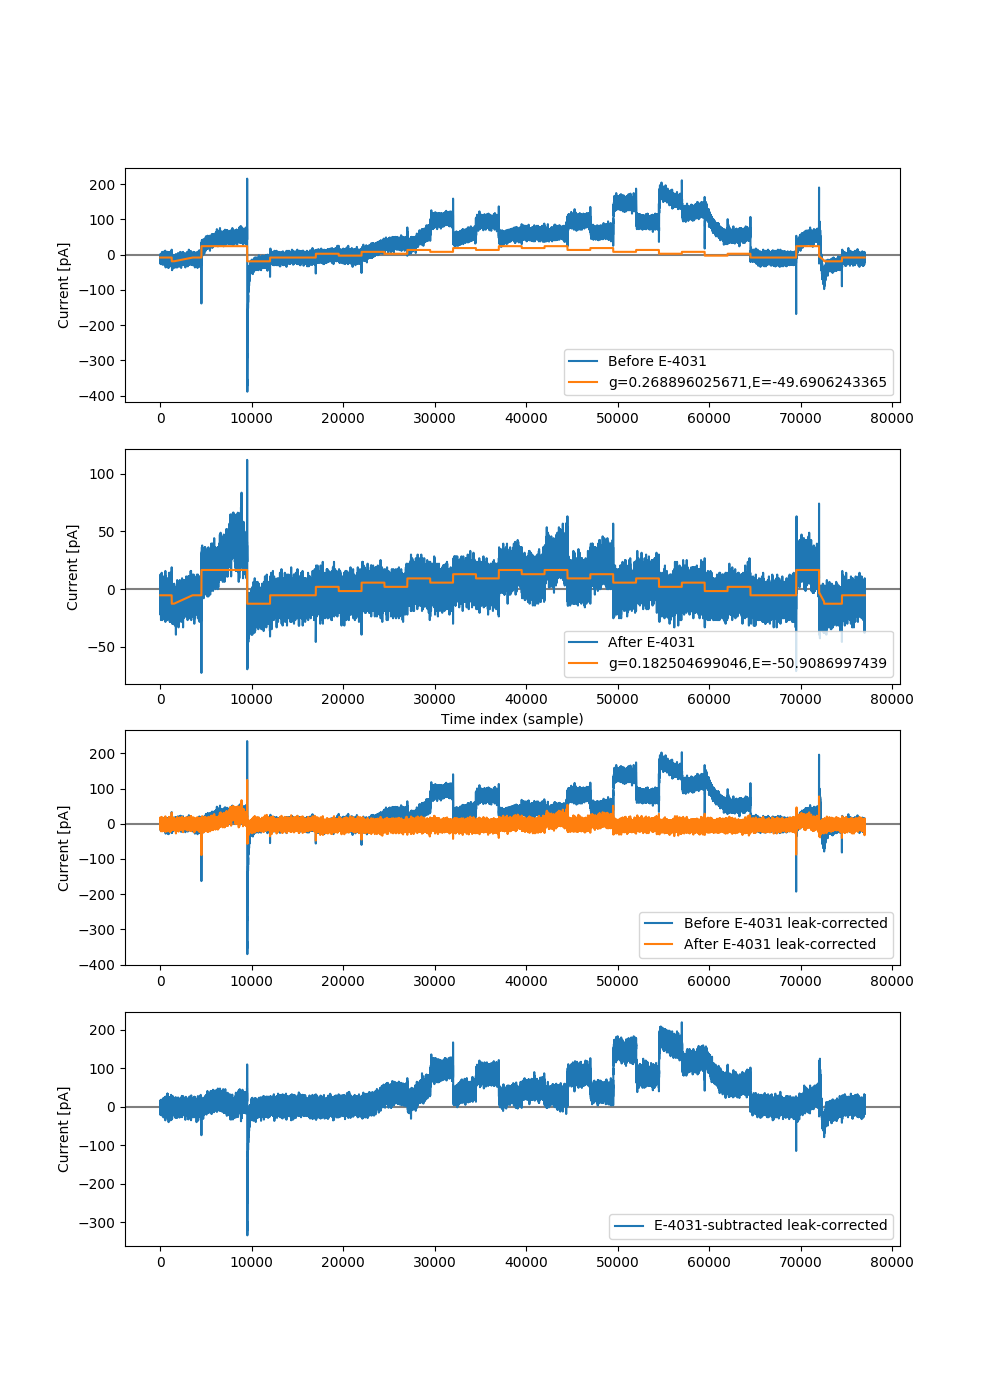 200
100
0
−100
−200
−300
−400
Current [pA]
Before E-4031
g=0.268896025671,E=-49.6906243365
0 10000 20000 30000 40000 50000 60000 70000 80000
100
50
0
−50
Current [pA]
After E-4031
g=0.182504699046,E=-50.9086997439
0 10000 20000 30000 40000 50000 60000 70000 80000
Time index (sample)
200
100
0
−100
−200
−300
−400
Current [pA]
Before E-4031 leak-corrected
After E-4031 leak-corrected
0 10000 20000 30000 40000 50000 60000 70000 80000
200
100
0
−100
−200
−300
Current [pA]
E-4031-subtracted leak-corrected
0 10000 20000 30000 40000 50000 60000 70000 80000